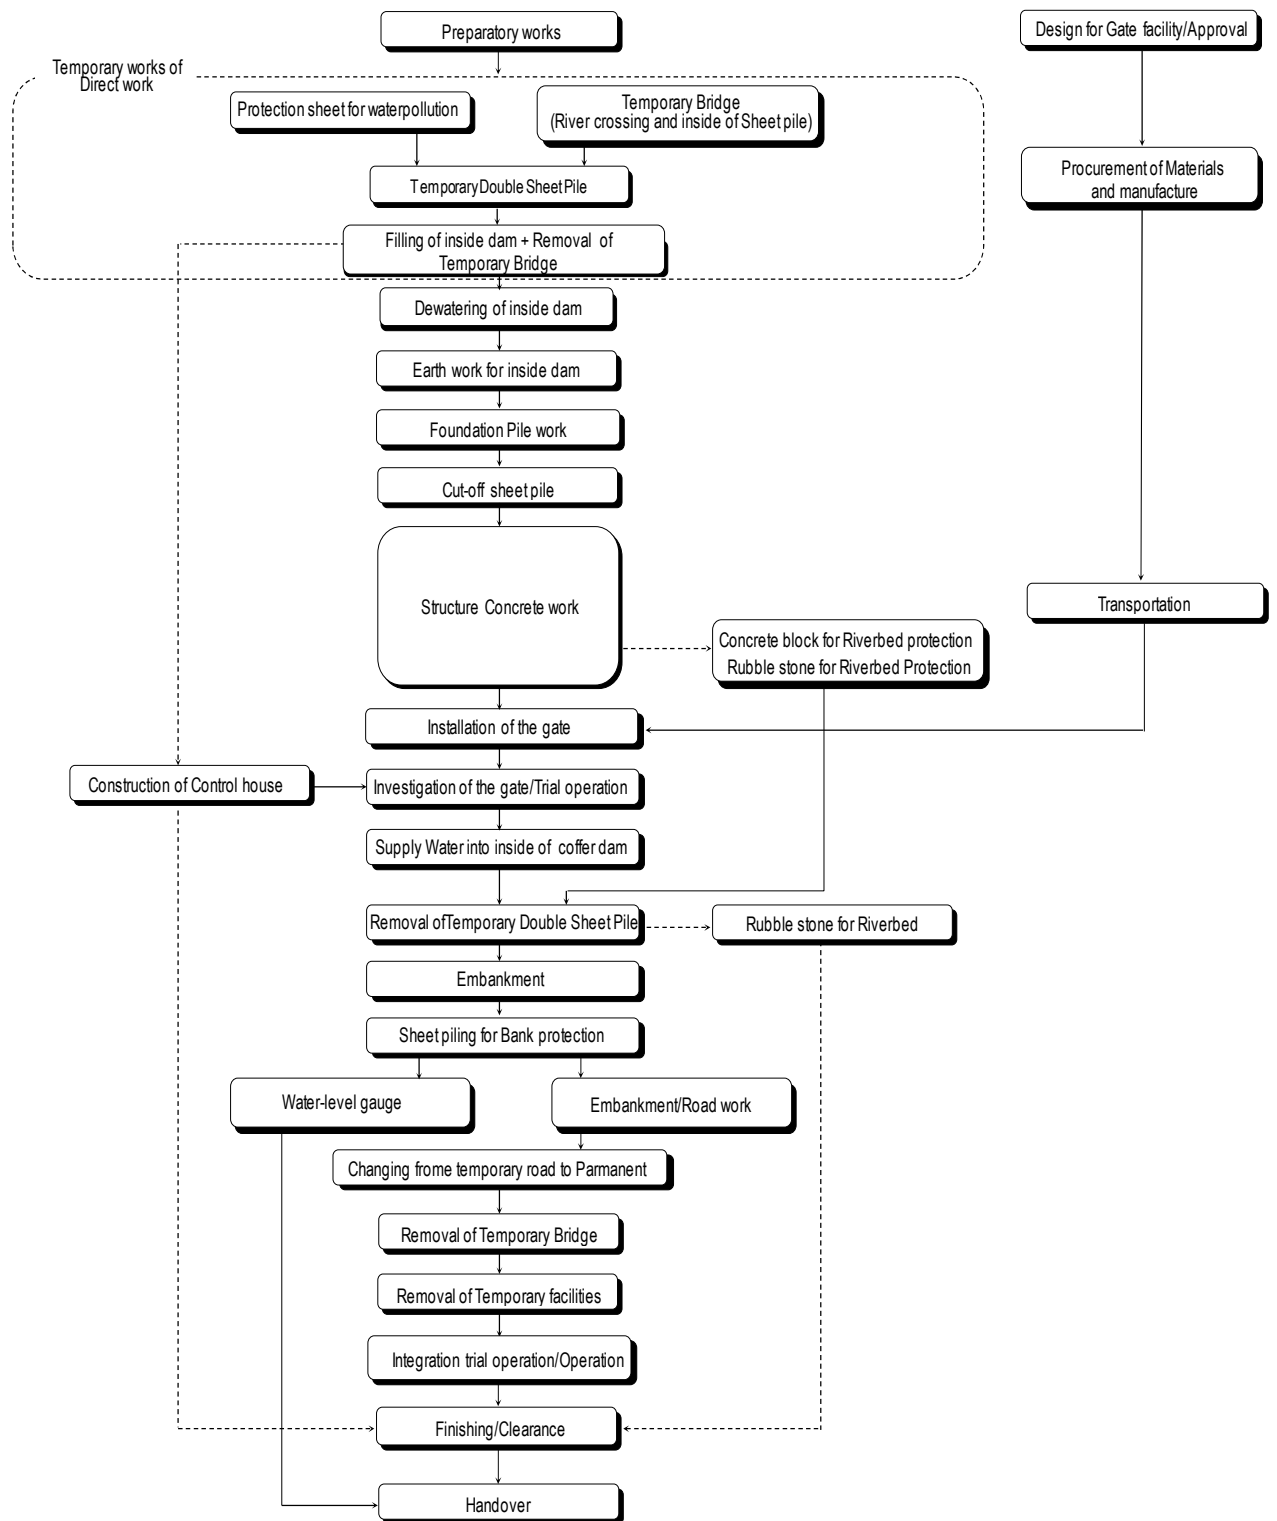 Preparatory works
Design for Gate facility/Approval
Temporary works of
Direct work
Protection sheet for waterpollution
Temporary Bridge
(River crossing and inside of Sheet pile)
Temporary Double Sheet Pile
Procurement of Materials
and manufacture
Filling of inside dam + Removal of
Temporary Bridge
Dewatering of inside dam
Earth work for inside dam
Foundation Pile work
Cut-off sheet pile
Structure Concrete work
Transportation
Concrete block for Riverbed protection
Rubble stone for Riverbed Protection
Installation of the gate
Construction of Control house
Investigation of the gate/Trial operation
Supply Water into inside of coffer dam
Removal ofTemporary Double Sheet Pile
Rubble stone for Riverbed
Embankment
Sheet piling for Bank protection
Water-level gauge
Embankment/Road work
Changing frome temporary road to Parmanent
Removal of Temporary Bridge
Removal of Temporary facilities
Integration trial operation/Operation
Finishing/Clearance
Handover